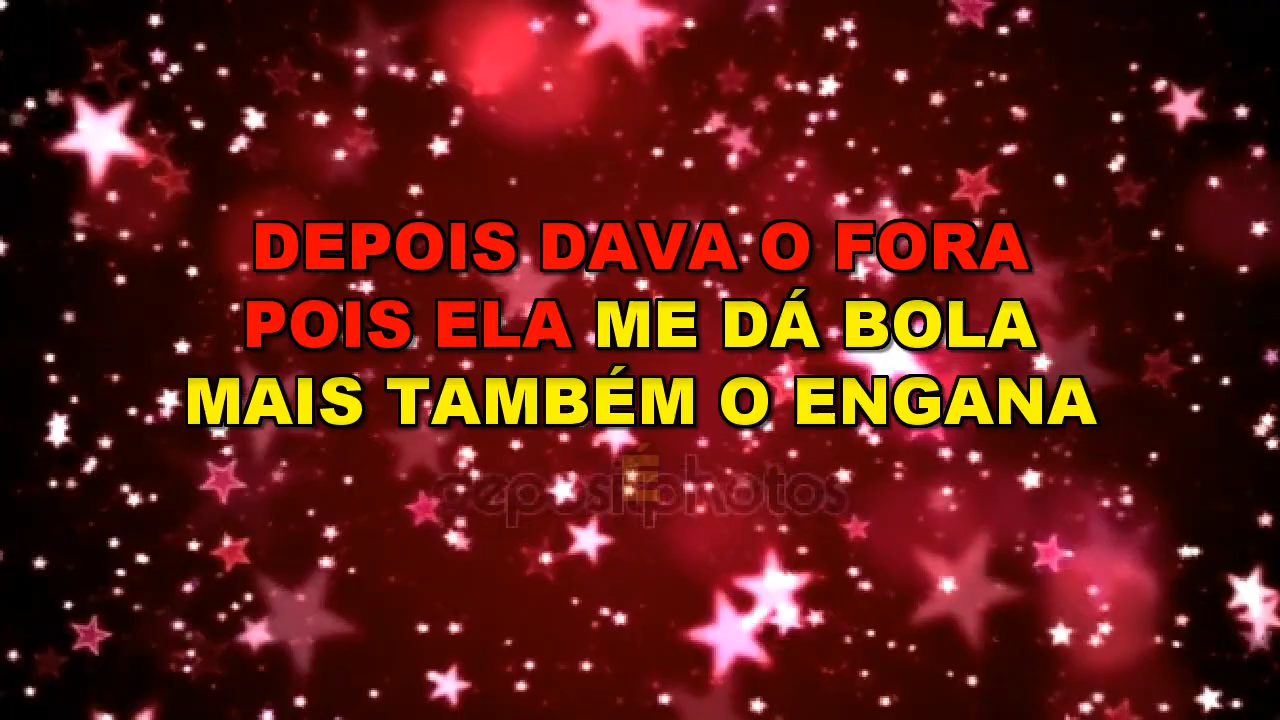 DEPOIS DAVA O FORA
POIS ELA ME DÁ BOLA
MAIS TAMBÉM O ENGANA
É
depositphotos